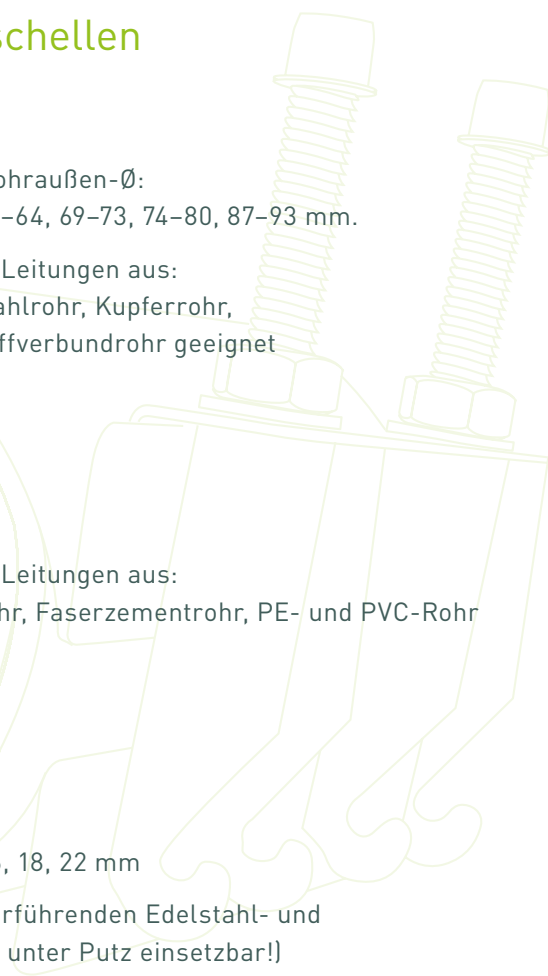 schellen
ohraußen-Ø:
–64, 69–73, 74–80, 87–93 mm.
Leitungen aus:
ahlrohr, Kupferrohr,
ffverbundrohr geeignet
Leitungen aus:
hr, Faserzementrohr, PE- und PVC-Rohr
, 18, 22 mm
rführenden Edelstahl- und
unter Putz einsetzbar!)